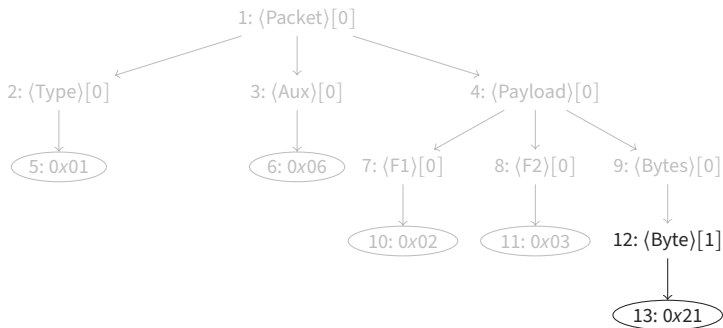 1: ⟨Packet⟩[0]
2: ⟨Type⟩[0] 3: ⟨Aux⟩[0] 4: ⟨Payload⟩[0]
5: 0x01 6: 0x06 7: ⟨F1⟩[0] 8: ⟨F2⟩[0] 9: ⟨Bytes⟩[0]
10: 0x02 11: 0x03 12: ⟨Byte⟩[1]
13: 0x21